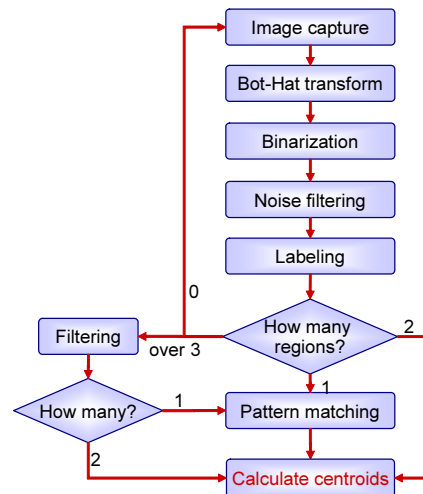 Image capture
Bot-Hat transform
Binarization
Noise filtering
Labeling
0
How many
regions?
2
Filtering
over 3
1
How many?
1
Pattern matching
2
Calculate centroids